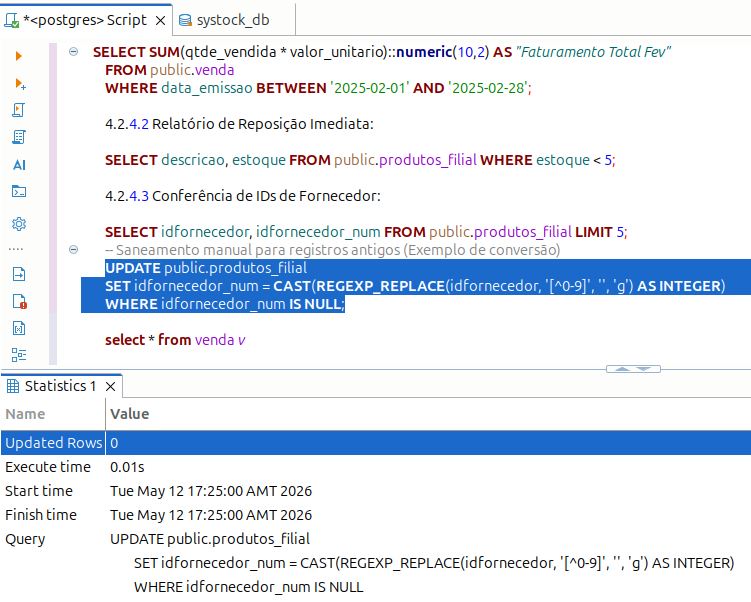 *<postgres> Script
systock_db
SELECT SUM(qtde_vendida * valor_unitario)::numeric(10,2) AS "Faturamento Total Fev"
FROM public.venda
WHERE data_emissao BETWEEN '2025-02-01' AND '2025-02-28';
4.2.4.2 Relatório de Reposição Imediata:
SELECT descricao, estoque FROM public.produtos_filial WHERE estoque < 5;
AI
4.2.4.3 Conferência de IDs de Fornecedor:
SELECT idfornecedor, idfornecedor_num FROM public.produtos_filial LIMIT 5;
-- Saneamento manual para registros antigos (Exemplo de conversão)
UPDATE public.produtos_filial
SET idfornecedor_num = CAST(REGEXP_REPLACE(idfornecedor, '[^0-9]', '', 'g') AS INTEGER)
WHERE idfornecedor_num IS NULL;
select * from venda v
Statistics 1
Name Value
Updated Rows 0
Execute time 0.01s
Start time Tue May 12 17:25:00 AMT 2026
Finish time Tue May 12 17:25:00 AMT 2026
Query UPDATE public.produtos_filial
SET idfornecedor_num = CAST(REGEXP_REPLACE(idfornecedor, '[^0-9]', '', 'g') AS INTEGER)
WHERE idfornecedor_num IS NULL